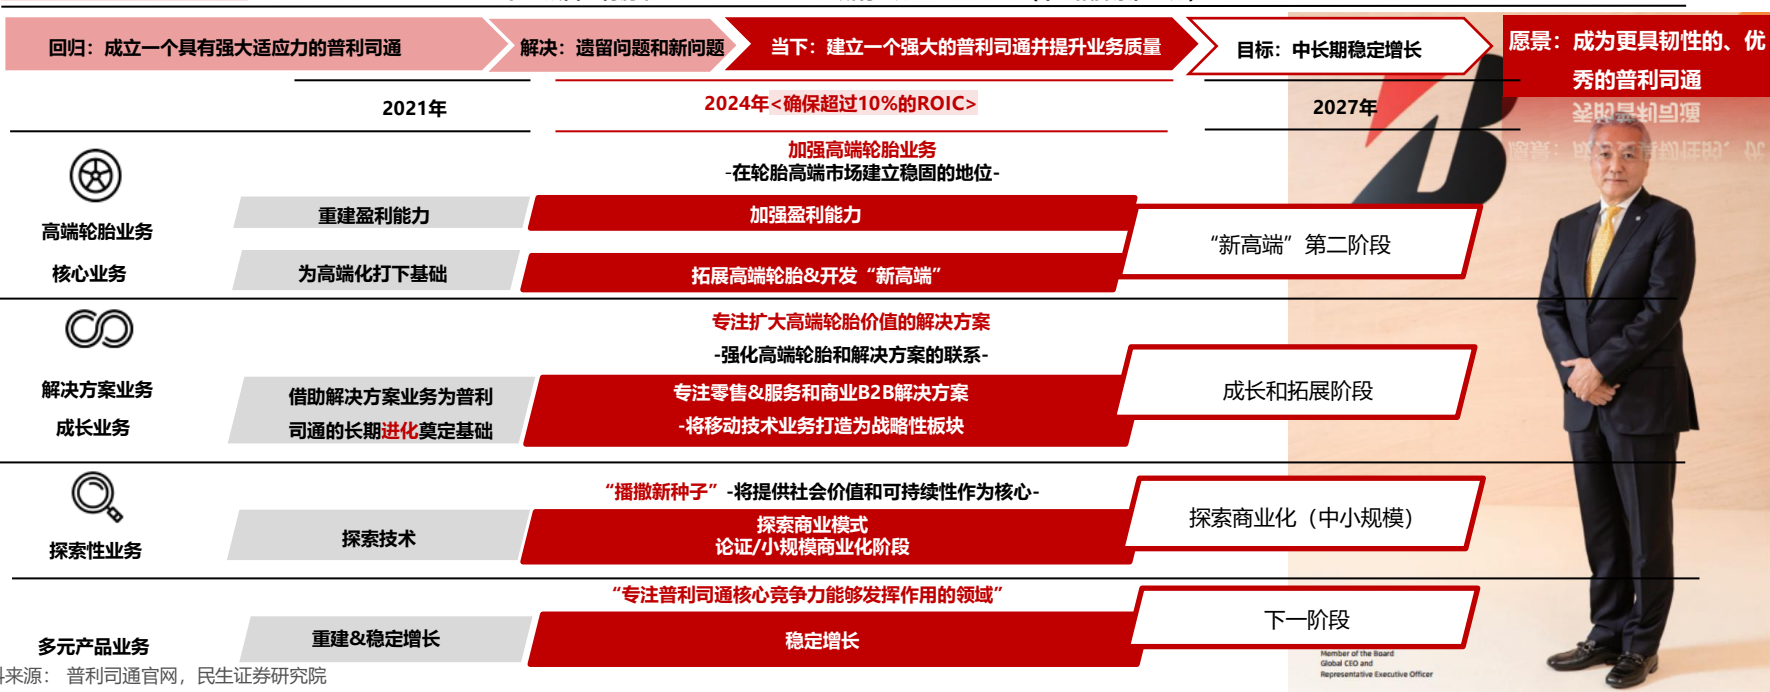 回归：成立一个具有强大适应力的普利司通
解决：遗留问题和新问题
当下：建立一个强大的普利司通并提升业务质量
目标：中长期稳定增长
愿景：成为更具韧性的、优
秀的普利司通
2021年
2024年<确保超过10%的ROIC>
2027年
加强高端轮胎业务
-在轮胎高端市场建立稳固的地位-
高端轮胎业务
核心业务
重建盈利能力
加强盈利能力
为高端化打下基础
拓展高端轮胎&开发“新高端”
“新高端”第二阶段
专注扩大高端轮胎价值的解决方案
-强化高端轮胎和解决方案的联系-
解决方案业务
成长业务
借助解决方案业务为普利
司通的长期进化奠定基础
专注零售&服务和商业B2B解决方案
-将移动技术业务打造为战略性板块
成长和拓展阶段
“播撒新种子”-将提供社会价值和可持续性作为核心-
探索性业务
探索技术
探索商业模式
论证/小规模商业化阶段
探索商业化（中小规模）
“专注普利司通核心竞争力能够发挥作用的领域”
多元产品业务
重建&稳定增长
稳定增长
下一阶段
Member of the Board
Global CEO and
Representative Executive Officer
来源： 普利司通官网，民生证券研究院